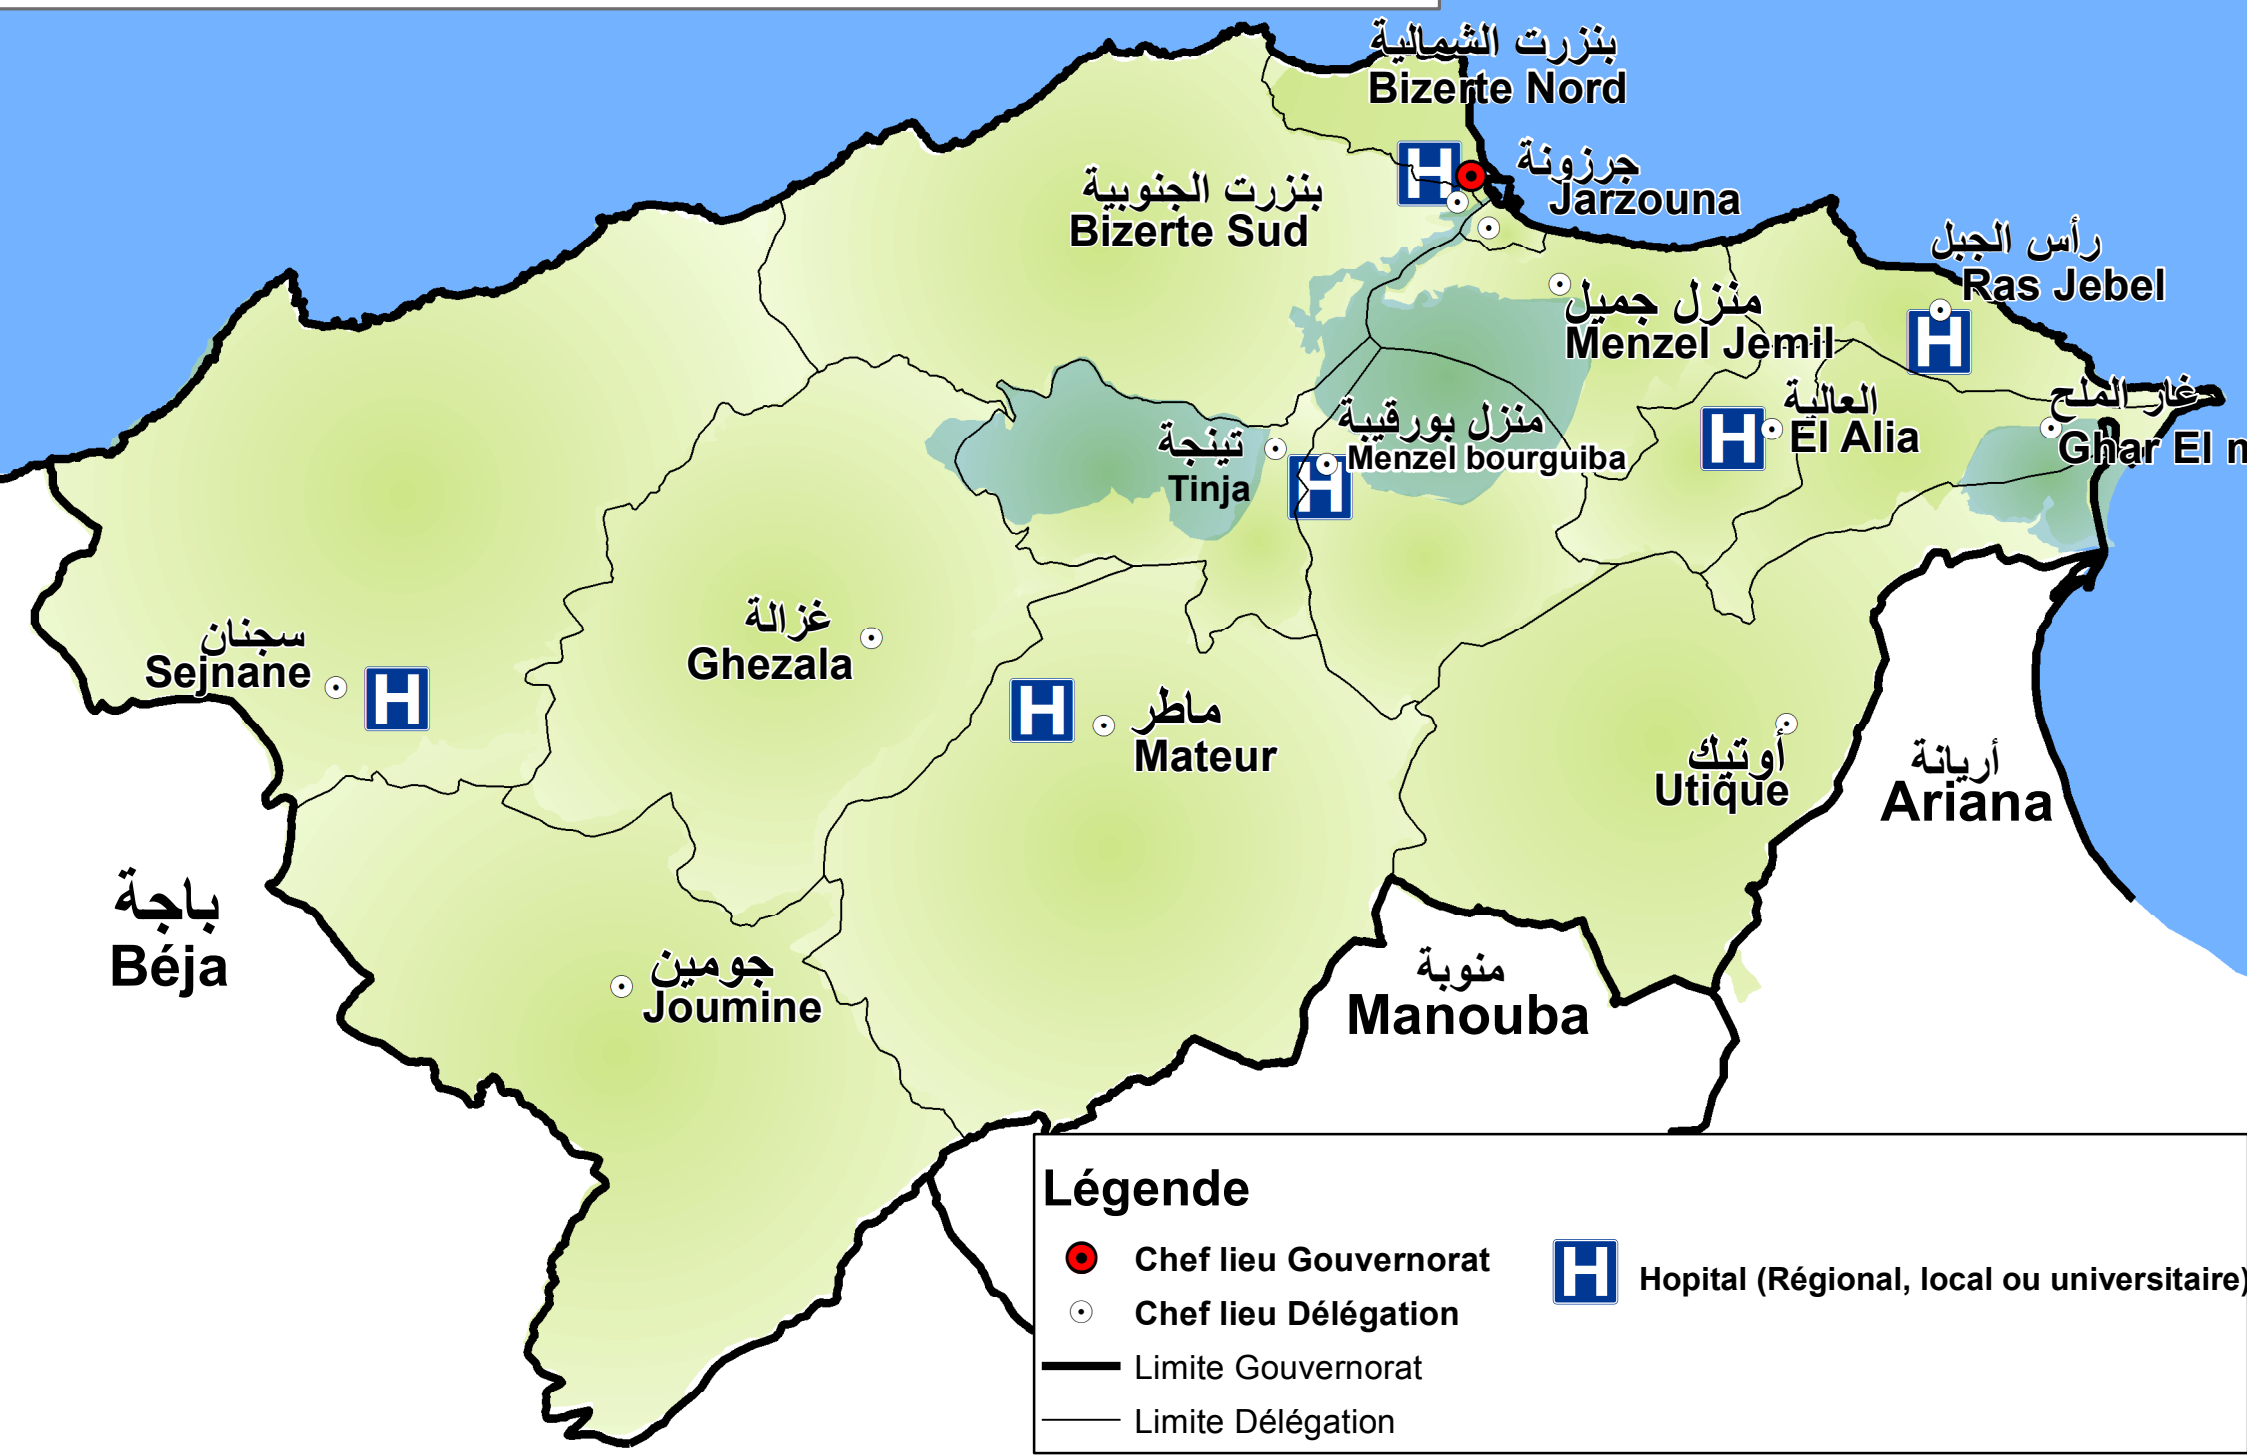 بنزرت الشمالية
Bizerte Nord
جرزونة
Jarzouna
بنزرت الجنوبية
Bizerte Sud
رأس الجبل
Ras Jebel
منزل جميل
Menzel Jemil
العالية
El Alia
غار الملح
Ghar El m
منزل بورقيبة
Menzel bourguiba
تينجة
Tinja
سجنان
Sejnane
غزالة
Ghezala
ماطر
Mateur
أوتيك
Utique
أريانة
Ariana
باجة
Béja
جومين
Joumine
منوبة
Manouba
Légende
Chef lieu Gouvernorat
Chef lieu Délégation
Limite Gouvernorat
Limite Délégation
H Hopital (Régional, local ou universitaire)
H
H
H
H
H
H